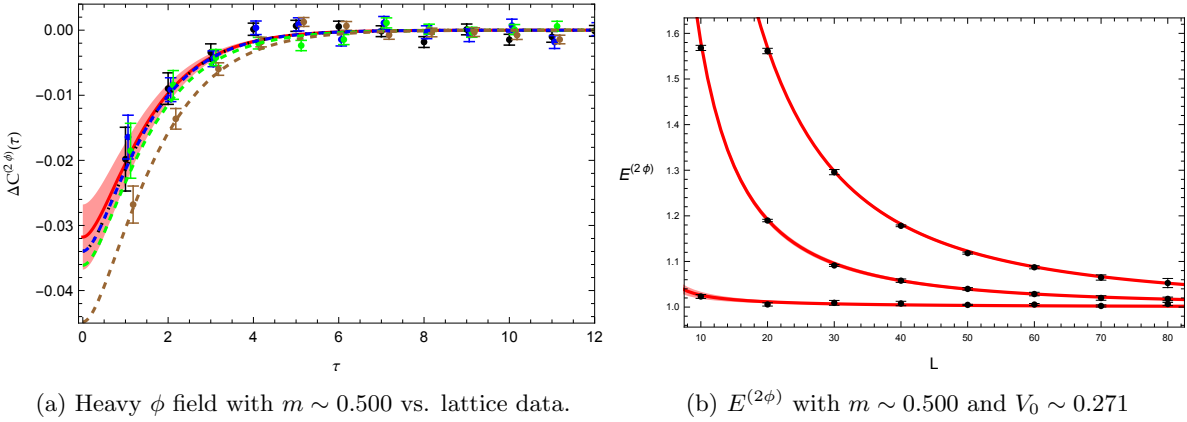 0.00
-0.01
-0.02
-0.03
-0.04
ΔC^(2 ϕ)(τ)
0 2 4 6 8 10 12
τ
(a) Heavy ϕ field with m ∼ 0.500 vs. lattice data.
1.6
1.5
1.4
1.3
1.2
1.1
1.0
E^(2 ϕ)
10 20 30 40 50 60 70 80
L
(b) E^(2ϕ) with m ∼ 0.500 and V_0 ∼ 0.271